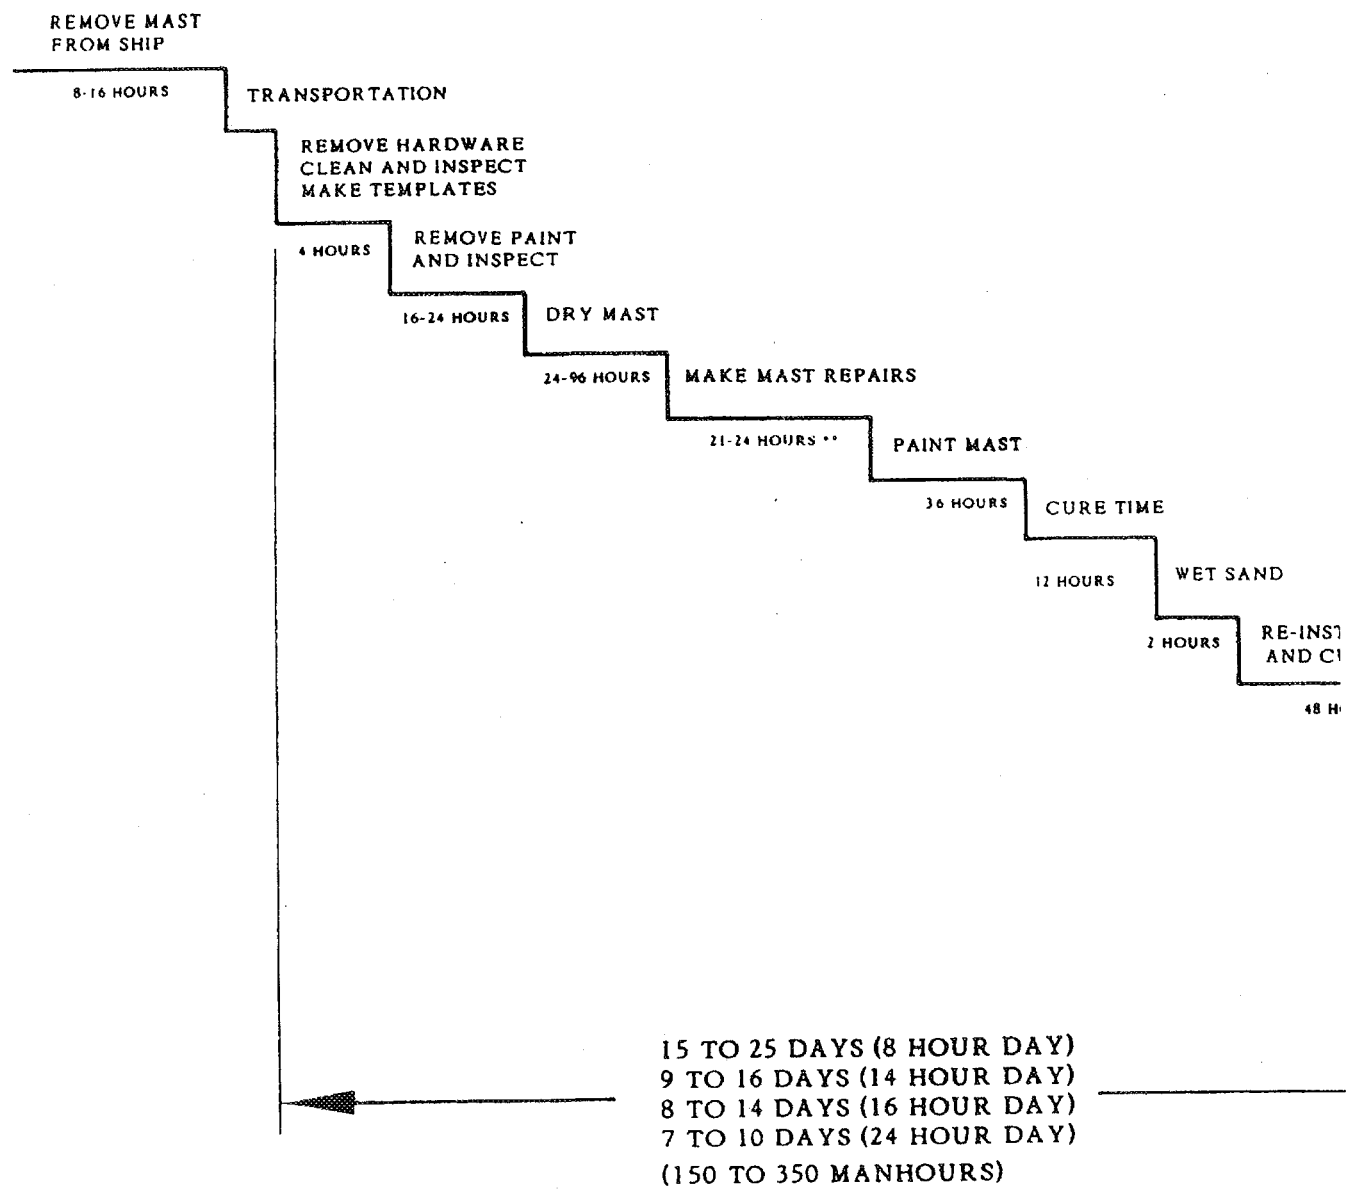 REMOVE MAST
FROM SHIP
8-16 HOURS
TRANSPORTATION
REMOVE HARDWARE
CLEAN AND INSPECT
MAKE TEMPLATES
4 HOURS
REMOVE PAINT
AND INSPECT
16-24 HOURS
DRY MAST
24-96 HOURS
MAKE MAST REPAIRS
21-24 HOURS **
PAINT MAST
36 HOURS
CURE TIME
12 HOURS
WET SAND
2 HOURS
RE-INST
AND
48
15 TO 25 DAYS (8 HOUR DAY)
9 TO 16 DAYS (14 HOUR DAY)
8 TO 14 DAYS (16 HOUR DAY)
7 TO 10 DAYS (24 HOUR DAY)
(150 TO 350 MANHOURS)